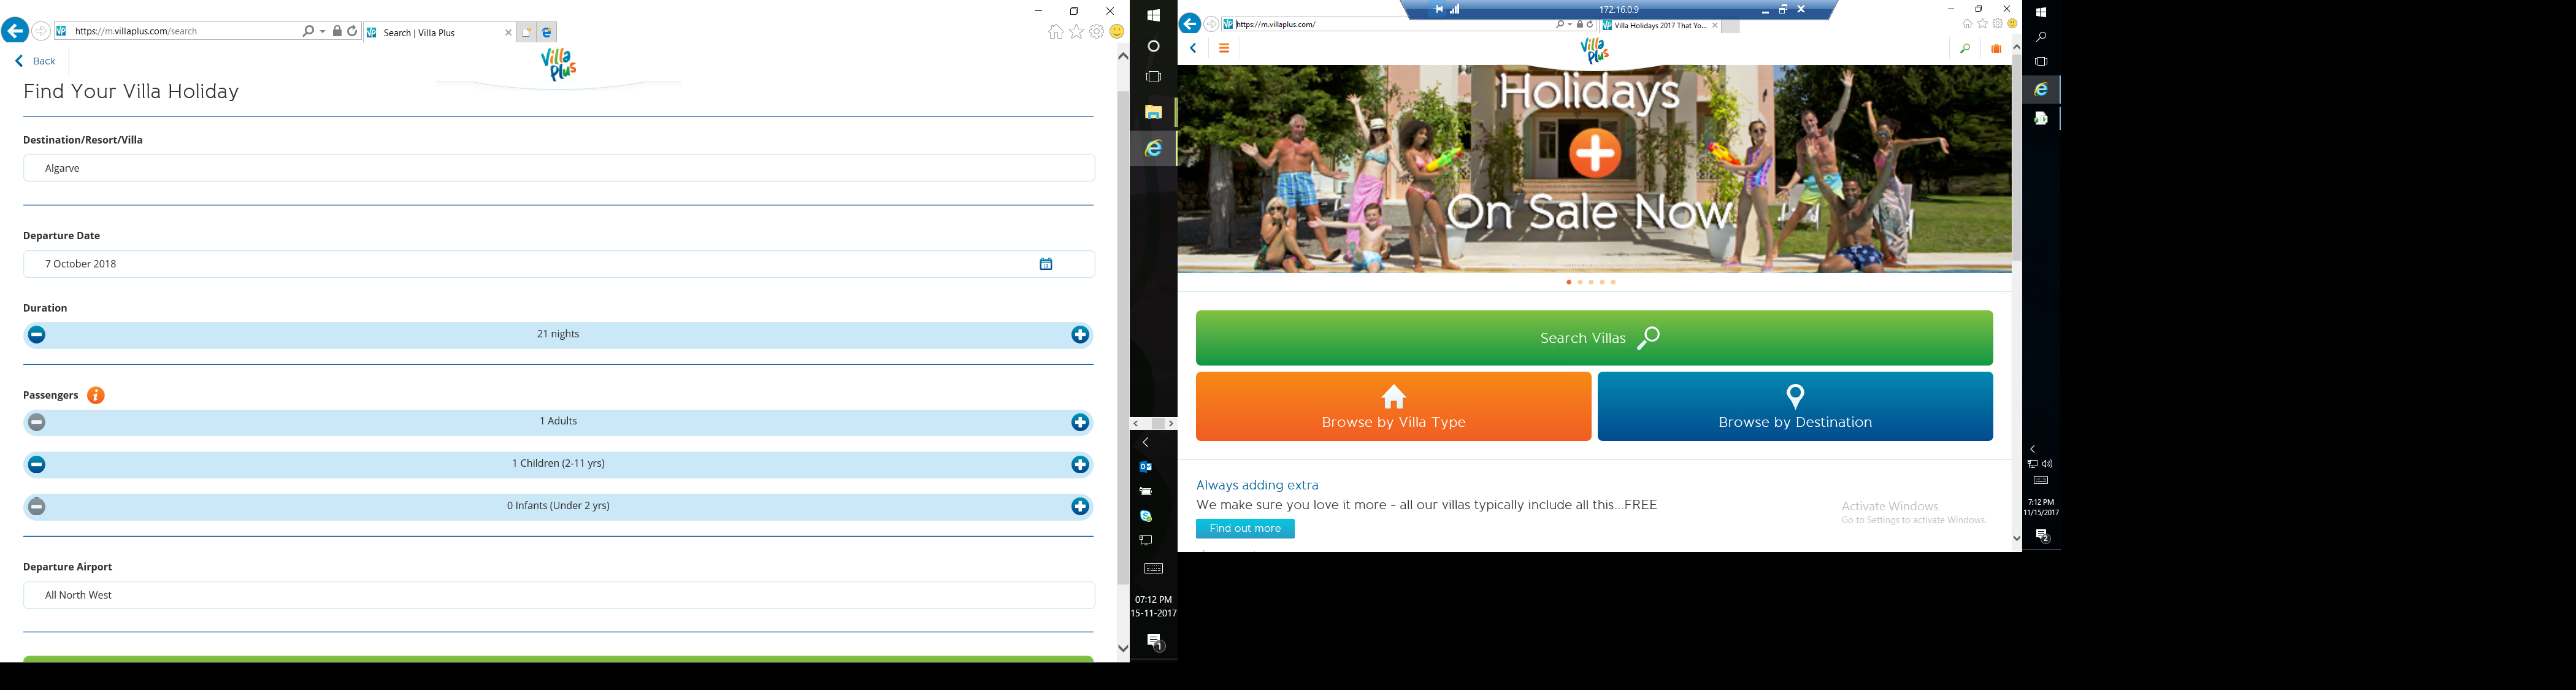 https://m.villaplus.com/search
Search | Villa Plus
Back
Villa
Plus
Find Your Villa Holiday
Destination/Resort/Villa
Algarve
Departure Date
7 October 2018
Duration
21 nights
Passengers
i
1 Adults
1 Children (2-11 yrs)
0 Infants (Under 2 yrs)
Departure Airport
All North West
07:12 PM
15-11-2017
1
172.16.0.9
https://m.villaplus.com/
Villa Holidays 2017 That Yo...
Villa
Plus
Holidays
On Sale Now
Search Villas
Browse by Villa Type
Browse by Destination
Always adding extra
We make sure you love it more - all our villas typically include all this...FREE
Find out more
Activate Windows
Go to Settings to activate Windows.
7:12 PM
11/15/2017
2